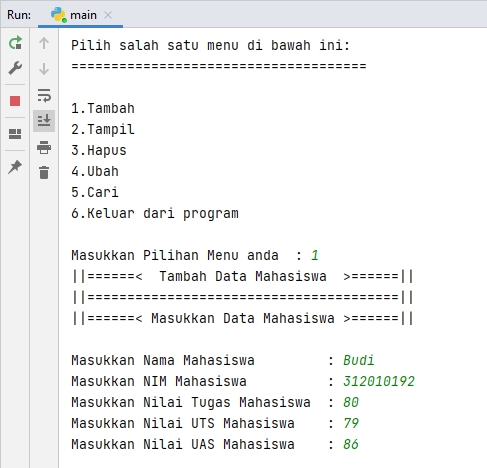 Run: main
Pilih salah satu menu di bawah ini:
=====================================
1.Tambah
2.Tampil
3.Hapus
4.Ubah
5.Cari
6.Keluar dari program
Masukkan Pilihan Menu anda  : 1
||======<  Tambah Data Mahasiswa  >======||
||=======================================||
||======< Masukkan Data Mahasiswa >======||
Masukkan Nama Mahasiswa         : Budi
Masukkan NIM Mahasiswa          : 312010192
Masukkan Nilai Tugas Mahasiswa  : 80
Masukkan Nilai UTS Mahasiswa    : 79
Masukkan Nilai UAS Mahasiswa    : 86